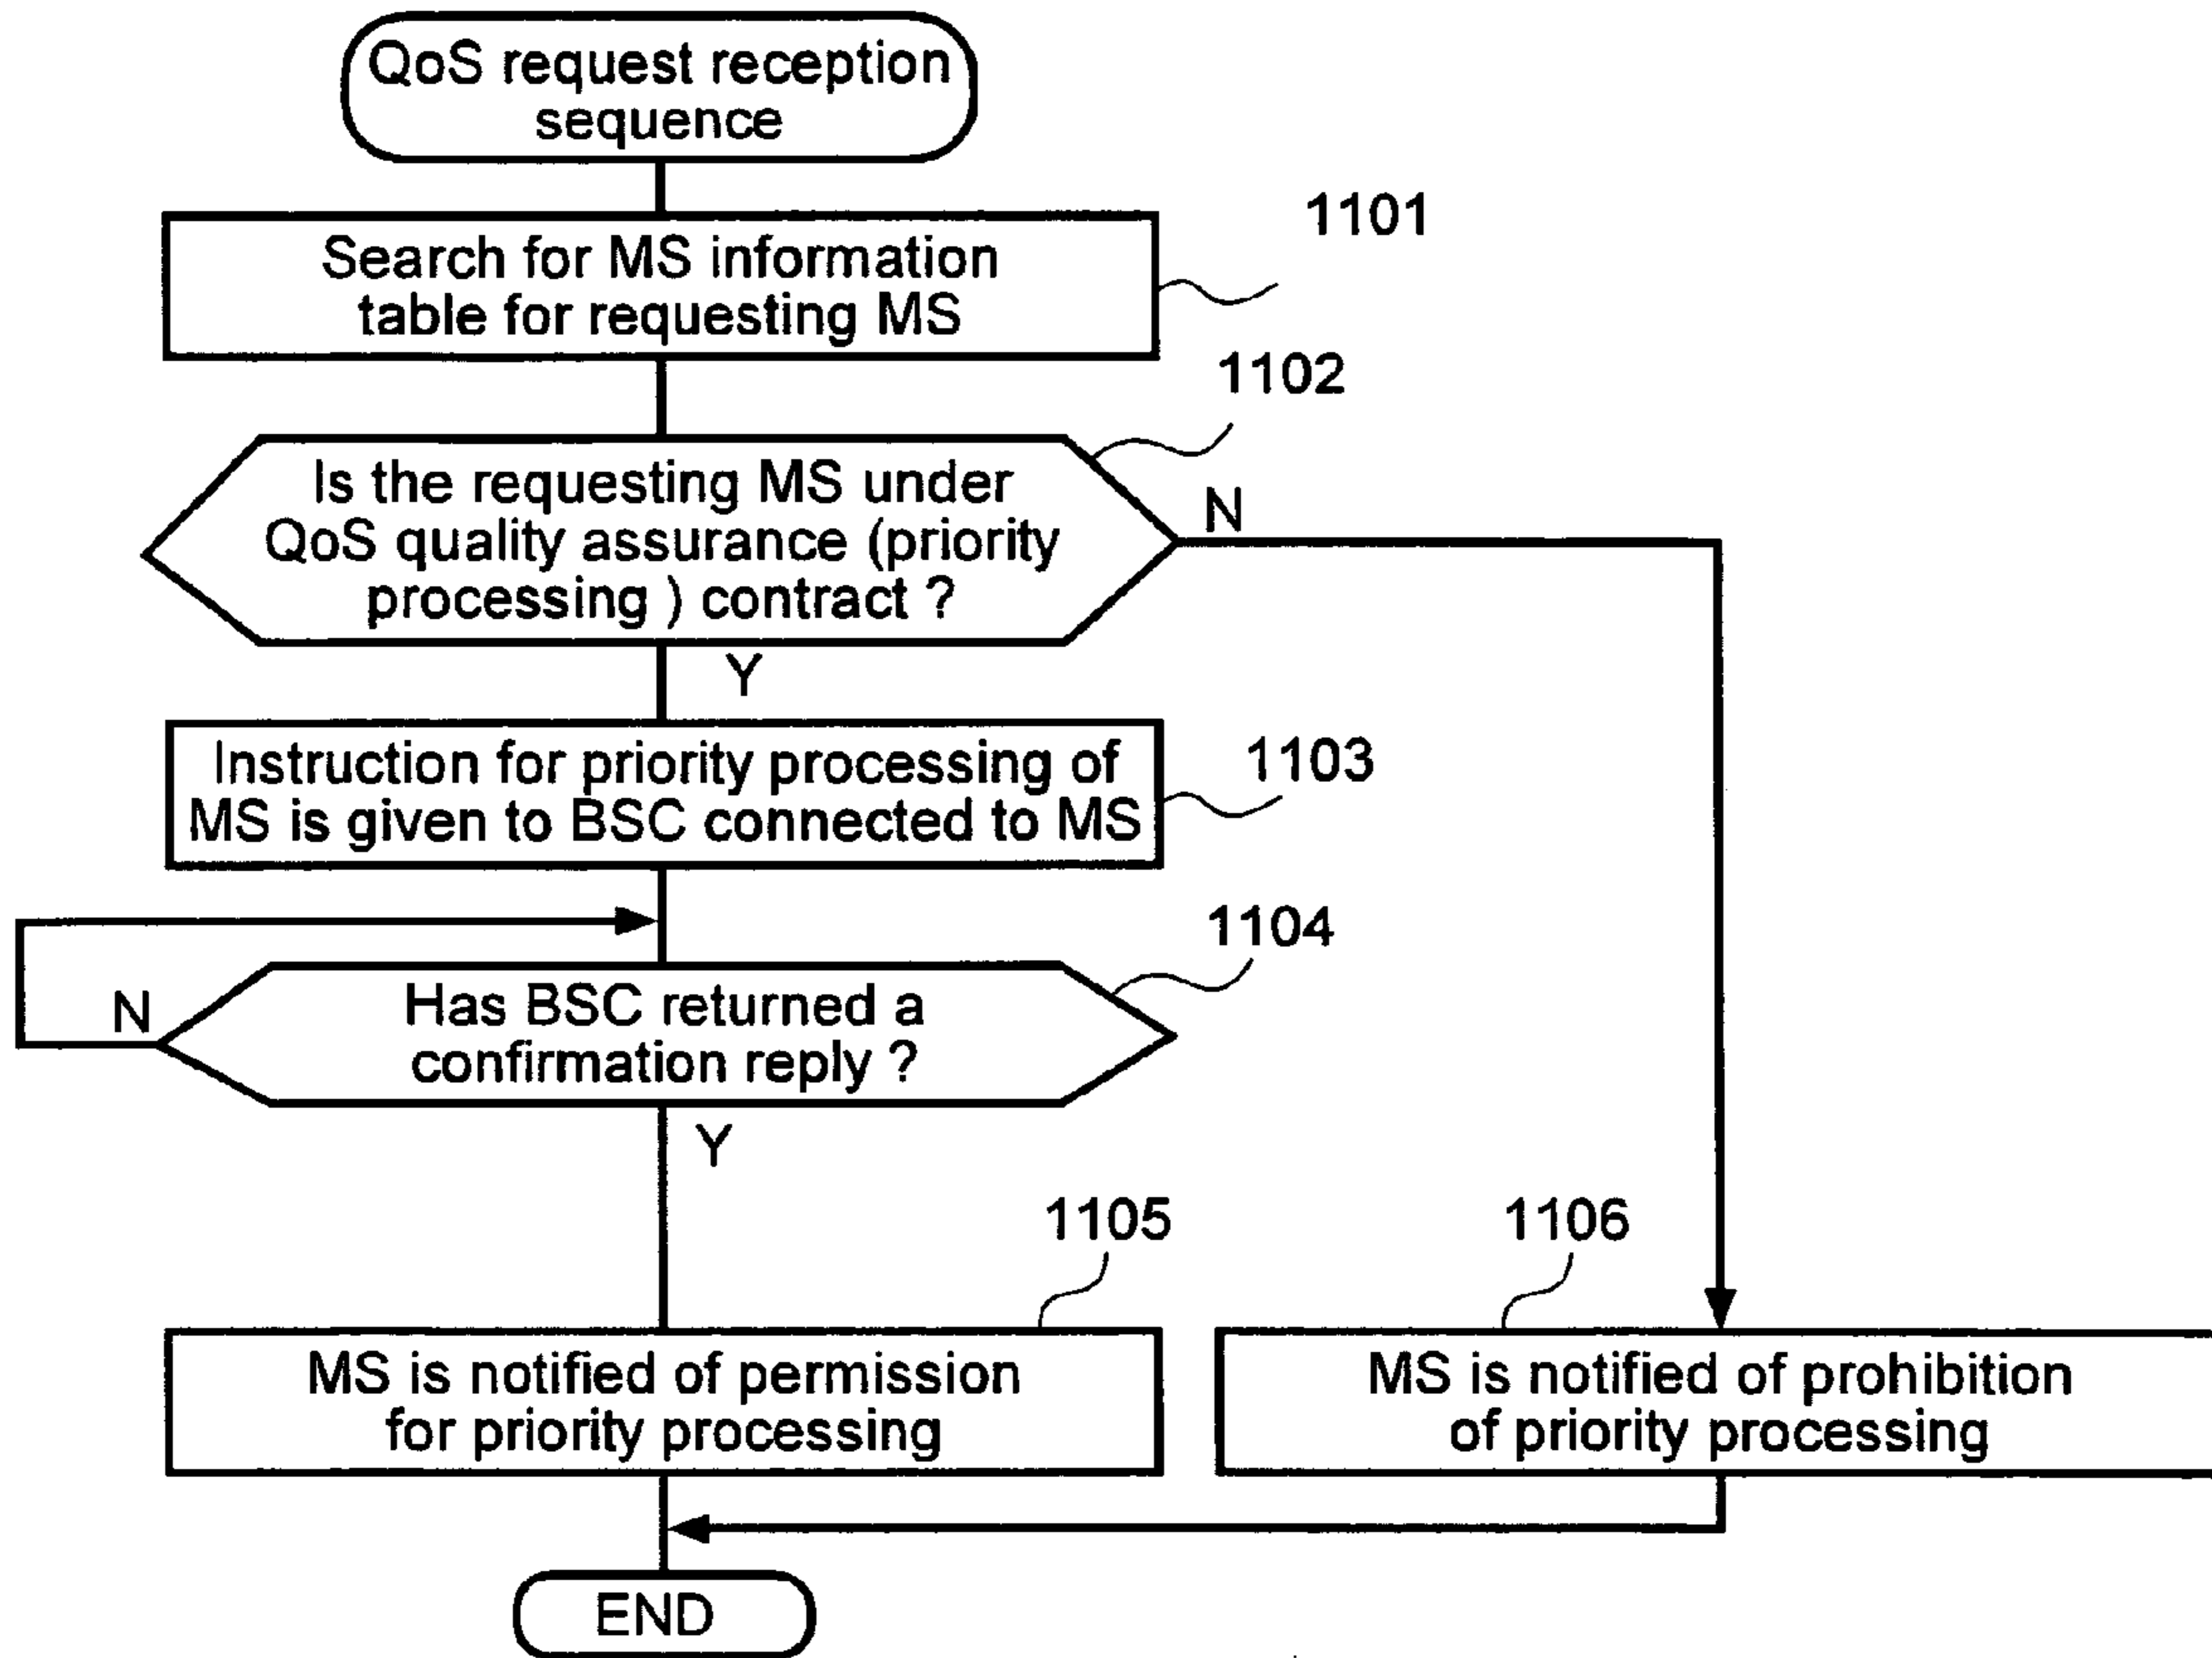 QoS request reception
sequence
1101
Search for MS information
table for requesting MS
1102
Is the requesting MS under
QoS quality assurance (priority
processing ) contract ?
N
Y
Instruction for priority processing of
MS is given to BSC connected to MS
1103
1104
N
Has BSC returned a
confirmation reply ?
Y
1105
1106
MS is notified of permission
for priority processing
MS is notified of prohibition
of priority processing
END